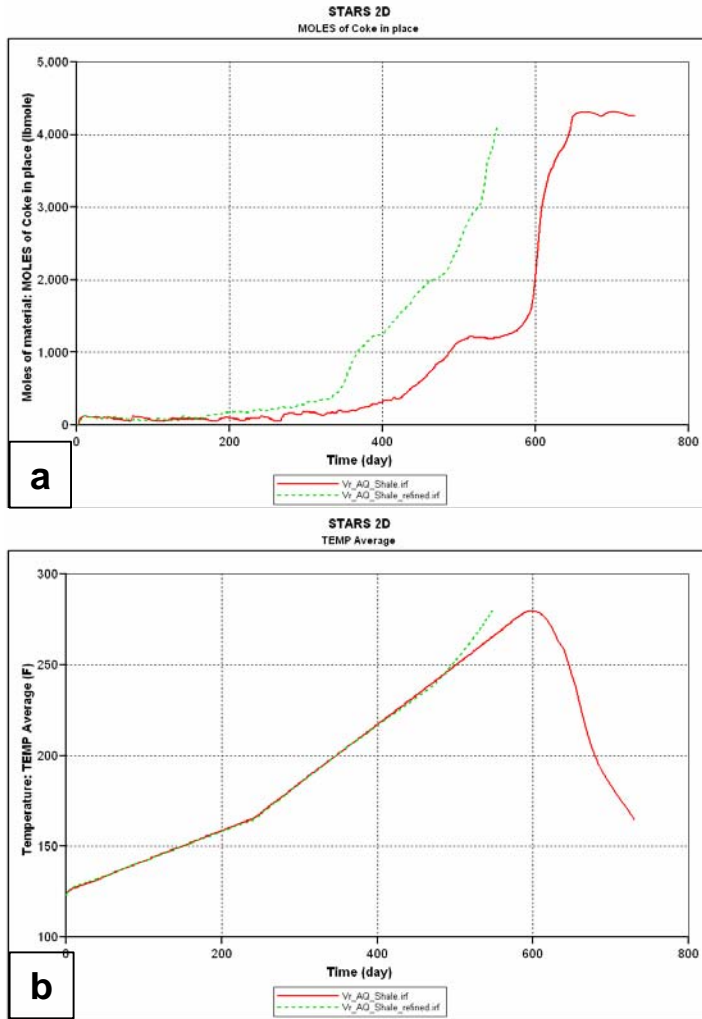 STARS 2D
MOLES of Coke in place
Moles of material: MOLES of Coke in place (lbmole)
5,000
4,000
3,000
2,000
1,000
0
0 200 400 600 800
Time (day)
a
Vr_AQ_Shale.irf
Vr_AQ_Shale_refined.irf
STARS 2D
TEMP Average
Temperature: TEMP Average (F)
300
250
200
150
100
0 200 400 600 800
Time (day)
b
Vr_AQ_Shale.irf
Vr_AQ_Shale_refined.irf